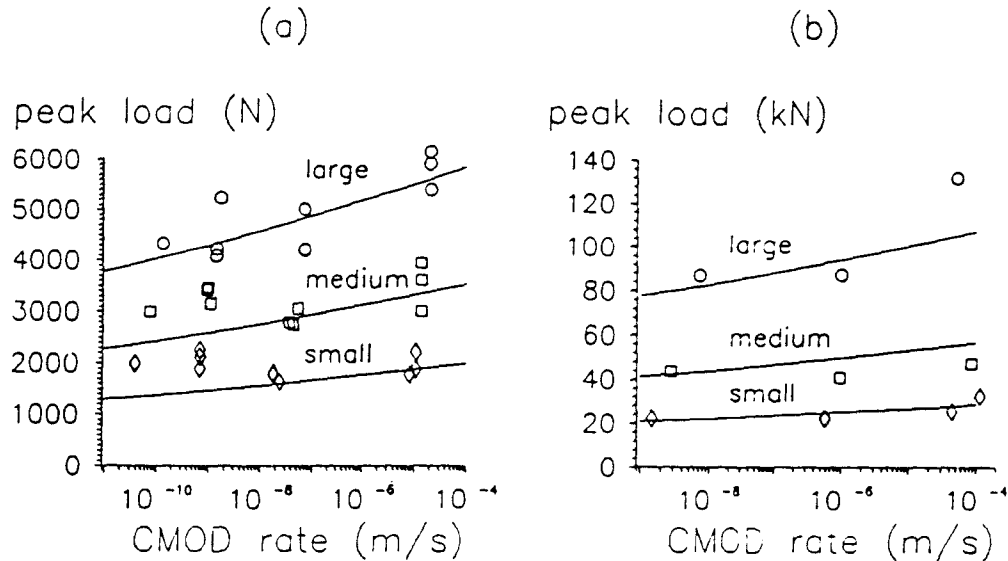 (a)
peak load (N)
6000
5000
4000
3000
2000
1000
0
large
medium
small
10⁻¹⁰ 10⁻⁸ 10⁻⁶ 10⁻⁴
CMOD rate (m/s)
(b)
peak load (kN)
140
120
100
80
60
40
20
0
large
medium
small
10⁻⁸ 10⁻⁶ 10⁻⁴
CMOD rate (m/s)